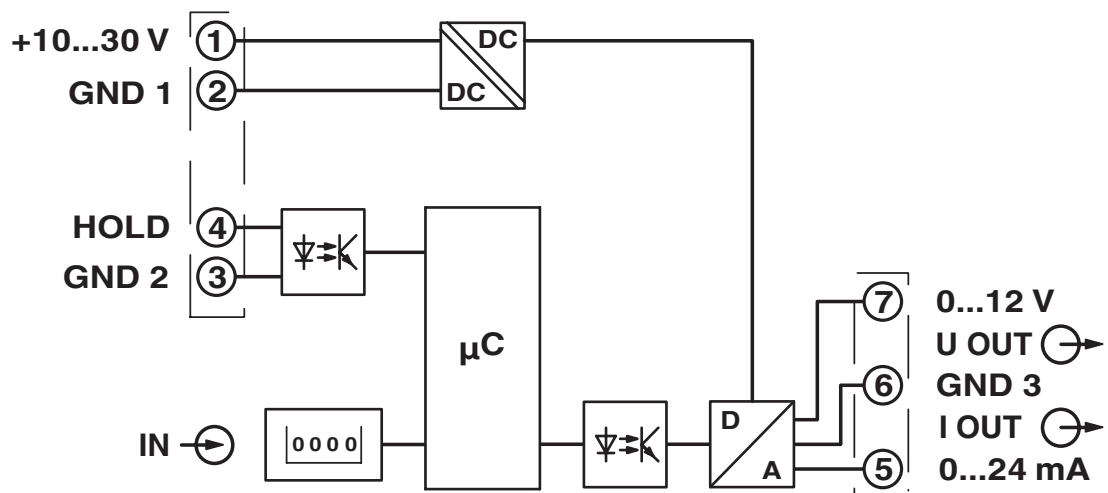 +10...30 V
1
GND 1
2
DC
DC
HOLD
4
GND 2
3
µC
IN
0000
D
A
7
0...12 V
U OUT
6
GND 3
I OUT
5
0...24 mA